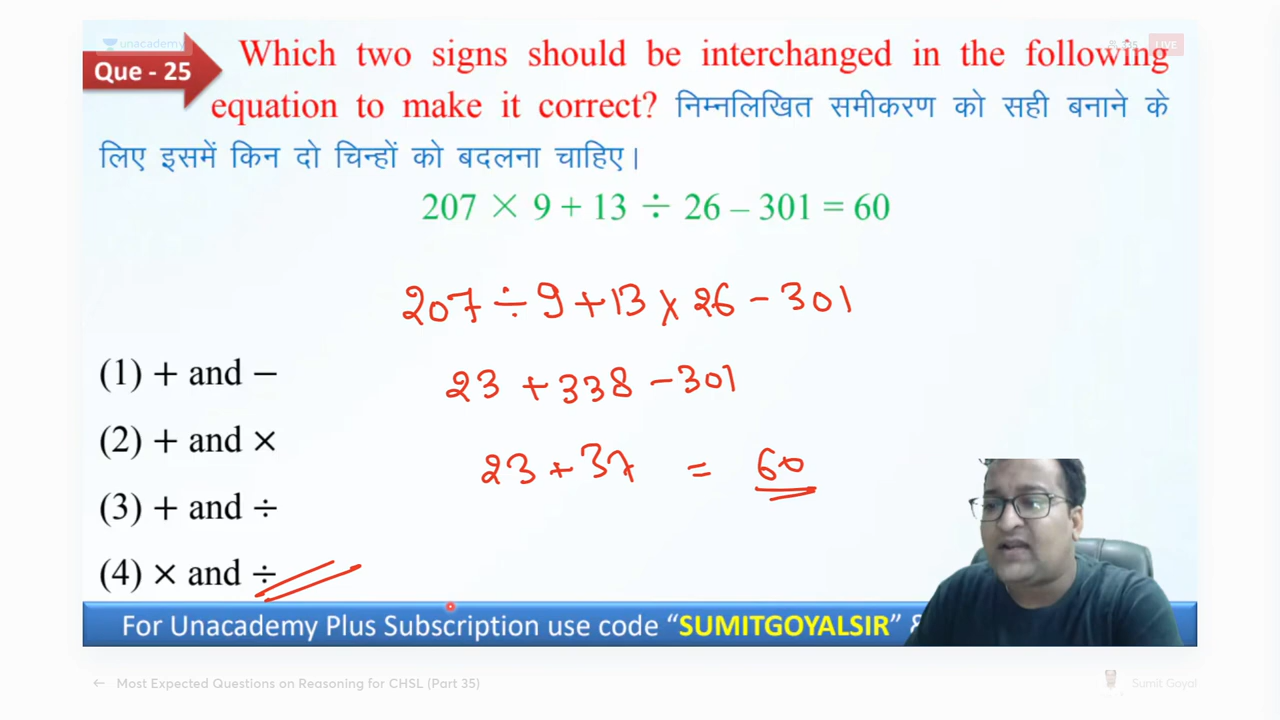 unacademy
335 LIVE
Que - 25
Which two signs should be interchanged in the following
equation to make it correct? निम्नलिखित समीकरण को सही बनाने के
लिए इसमें किन दो चिन्हों को बदलना चाहिए।
207 × 9 + 13 ÷ 26 – 301 = 60
207 ÷ 9 + 13 × 26 - 301
23 + 338 - 301
23 + 37 = 60
(1) + and −
(2) + and ×
(3) + and ÷
(4) × and ÷
For Unacademy Plus Subscription use code “SUMITGOYALSIR” &
← Most Expected Questions on Reasoning for CHSL (Part 35)
Sumit Goyal